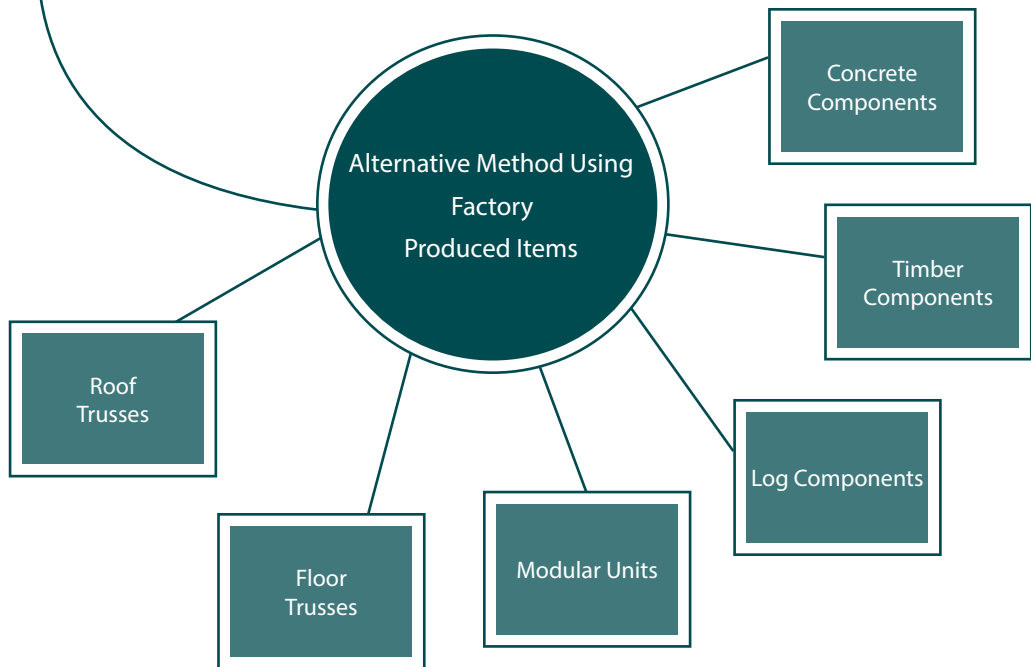 Alternative Method Using
Factory
Produced Items
Concrete
Components
Timber
Components
Log Components
Modular Units
Floor
Trusses
Roof
Trusses